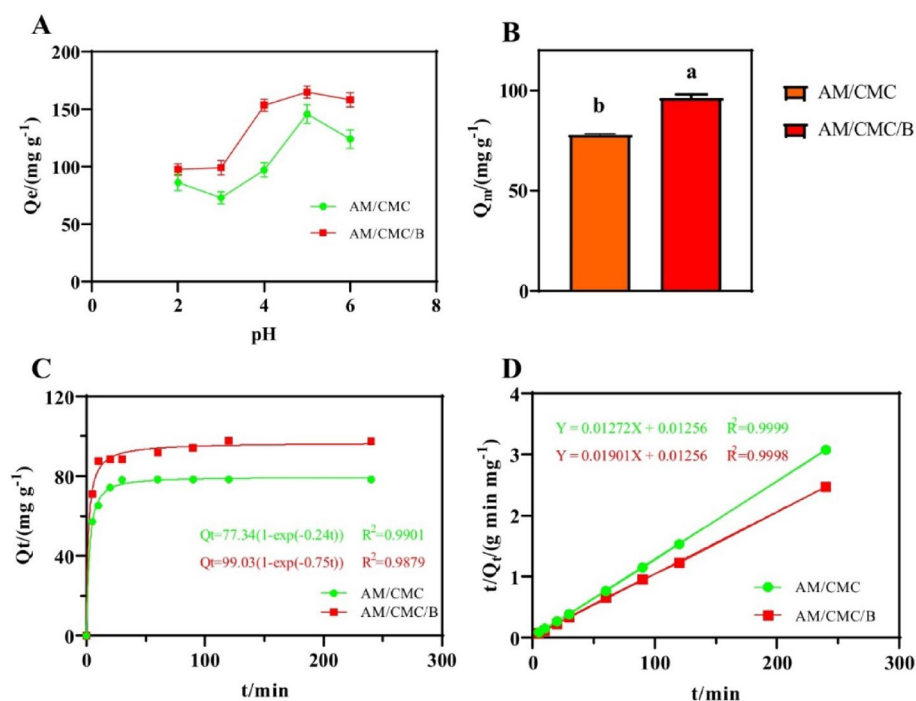 A
Qe/(mg g⁻¹)
200
150
100
50
0
0 2 4 6 8
pH
AM/CMC
AM/CMC/B
B
Qₘ/(mg g⁻¹)
100
50
0
b
a
AM/CMC
AM/CMC/B
C
Qt/(mg g⁻¹)
120
80
40
0
0 100 200 300
t/min
Qt=77.34(1-exp(-0.24t)) R²=0.9901
Qt=99.03(1-exp(-0.75t)) R²=0.9879
AM/CMC
AM/CMC/B
D
t/Qₜ/(g min mg⁻¹)
4
3
2
1
0
0 100 200 300
t/min
Y = 0.01272X + 0.01256 R²=0.9999
Y = 0.01901X + 0.01256 R²=0.9998
AM/CMC
AM/CMC/B